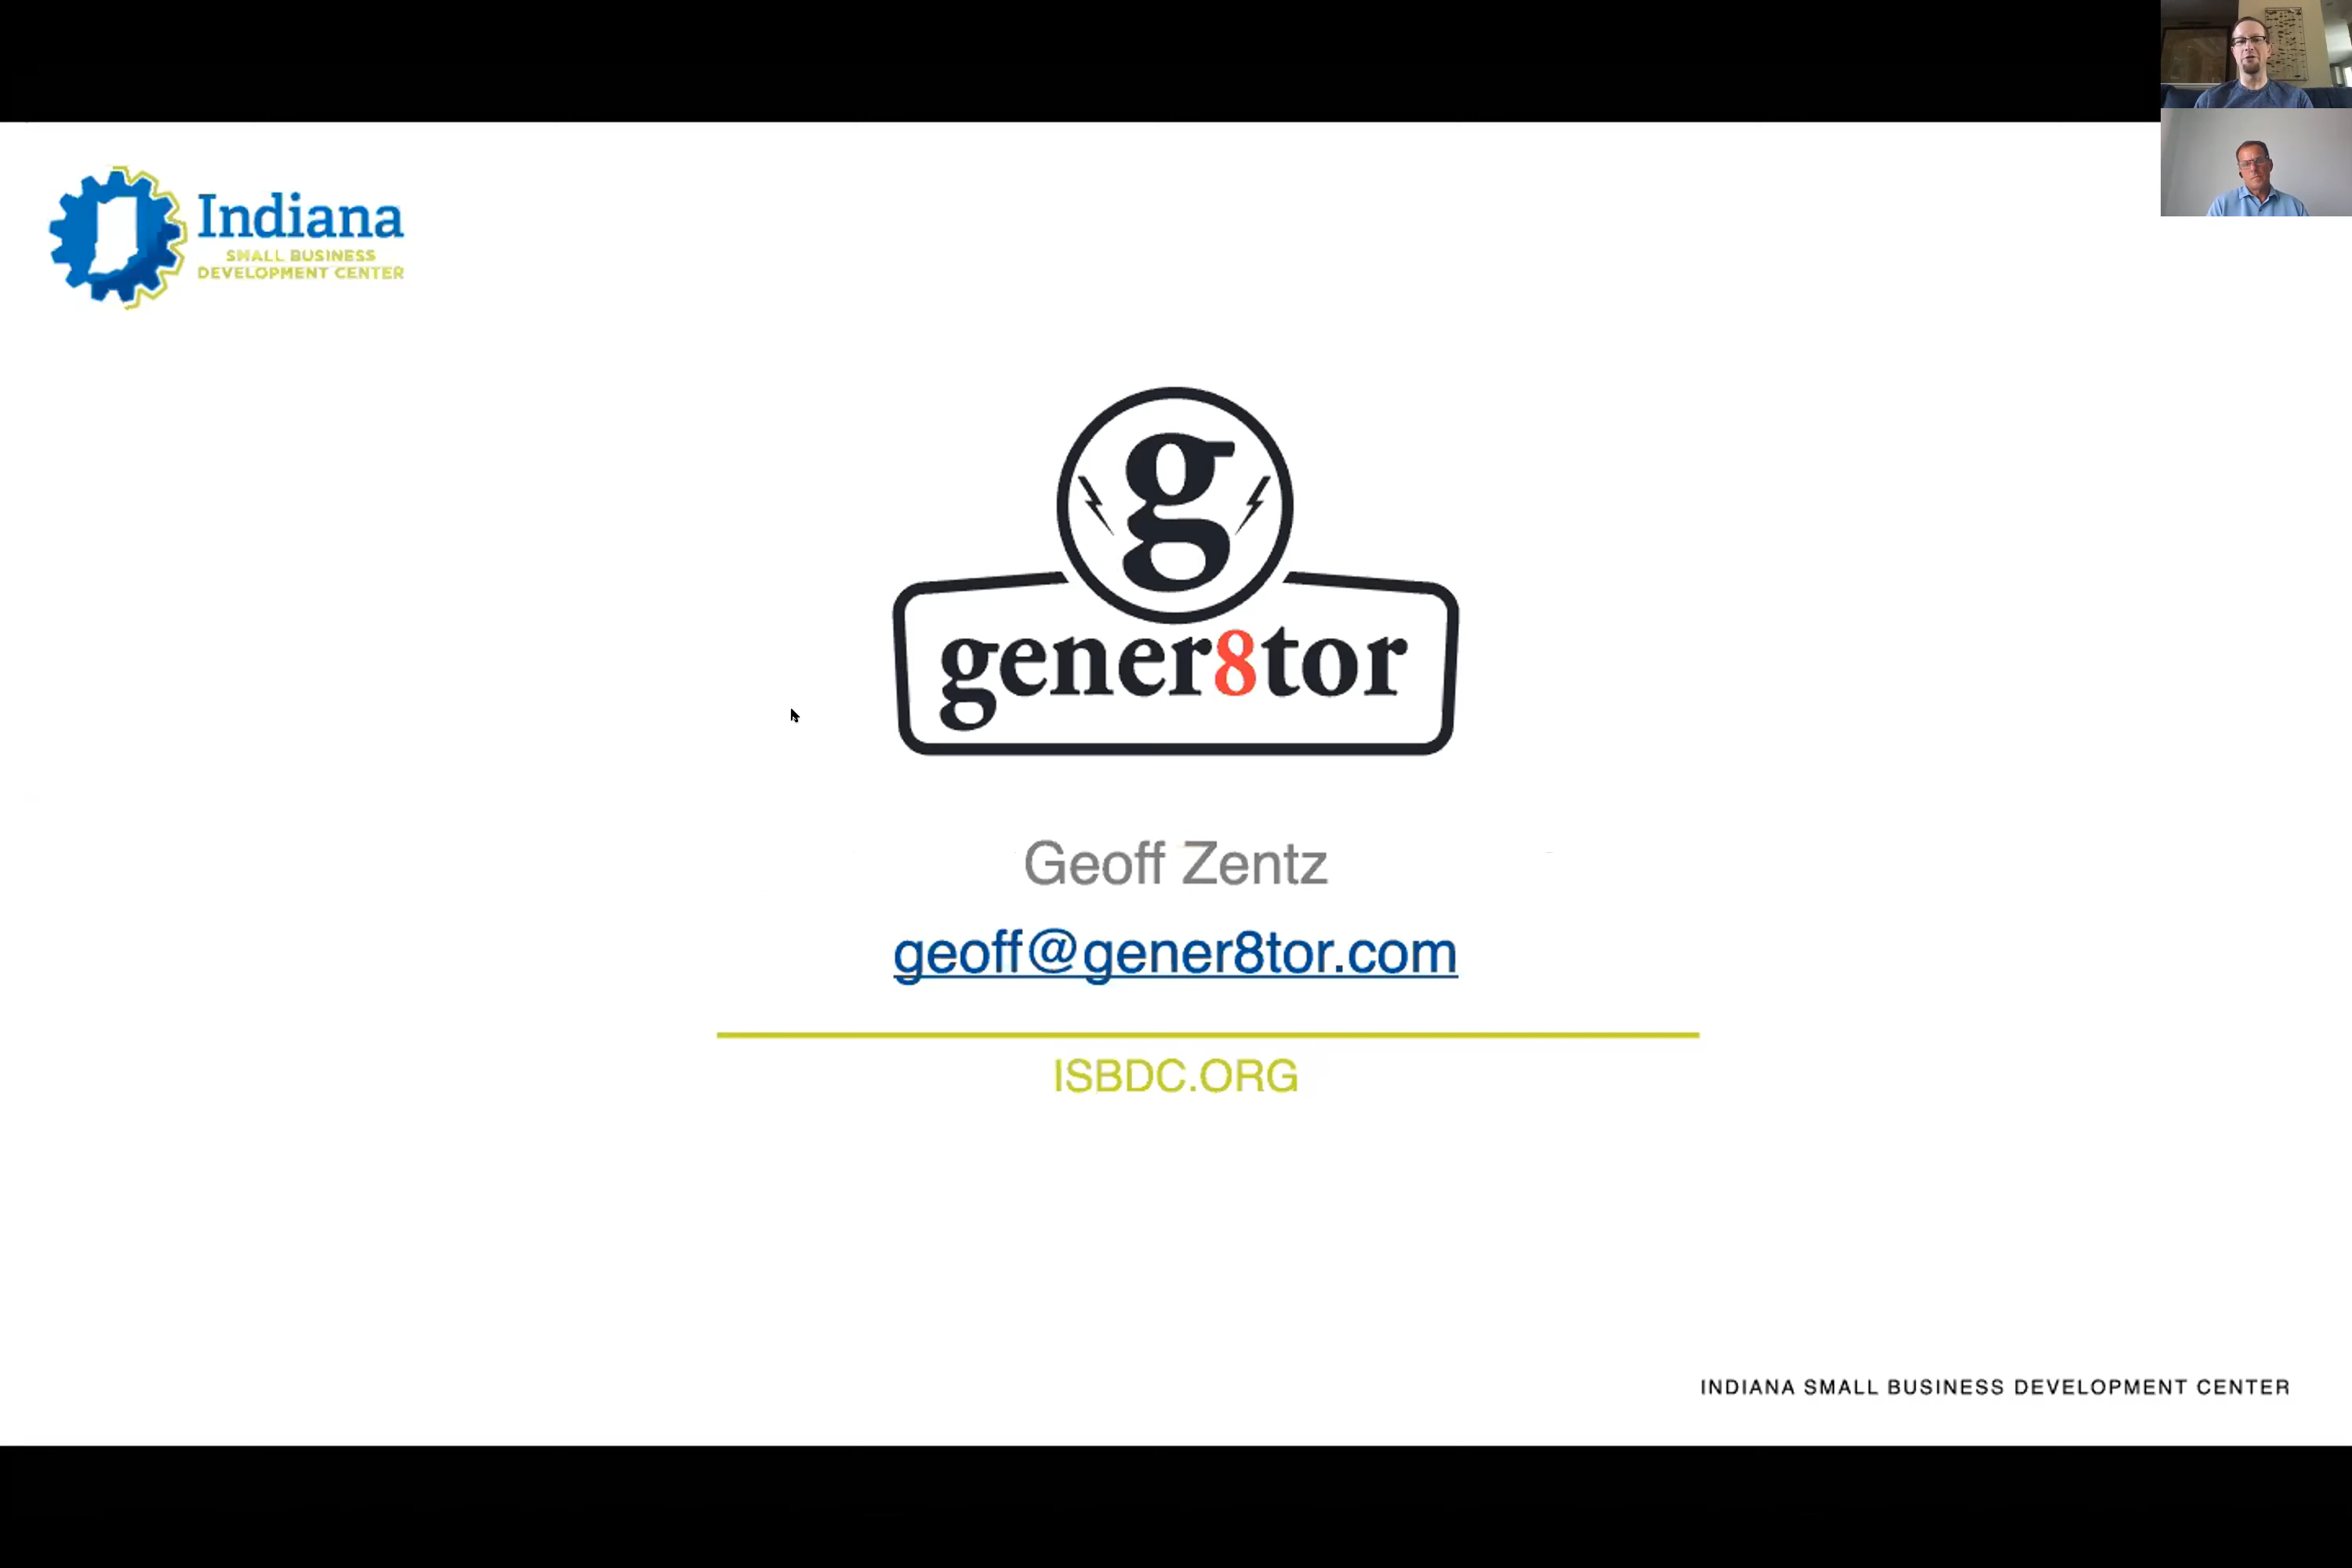 Indiana
SMALL BUSINESS
DEVELOPMENT CENTER
g
gener8tor
Geoff Zentz
geoff@gener8tor.com
ISBDC.ORG
INDIANA SMALL BUSINESS DEVELOPMENT CENTER